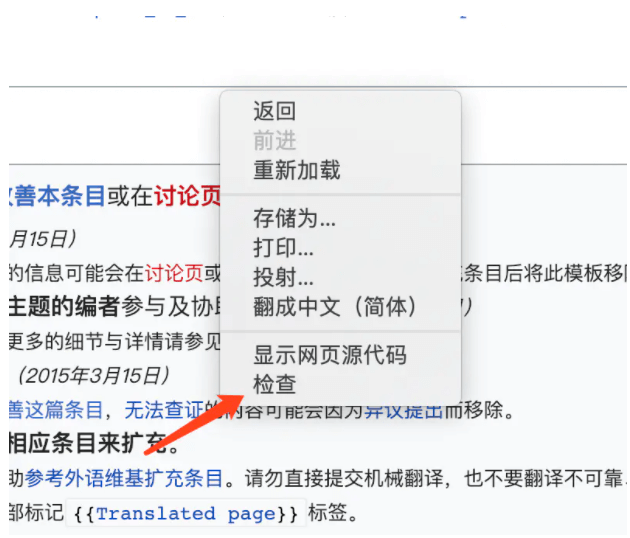 返回
前进
重新加载
存储为...
打印...
投射...
翻成中文（简体）
显示网页源代码
检查
善本条目或在讨论页
月15日）
的信息可能会在讨论页或 条目后将此模板移
主题的编者参与及协
更多的细节与详情请参见
（2015年3月15日）
善这篇条目，无法查证的内容可能会因为异议提出而移除。
相应条目来扩充。
助参考外语维基扩充条目。请勿直接提交机械翻译，也不要翻译不可靠、
部标记 {{Translated page}} 标签。